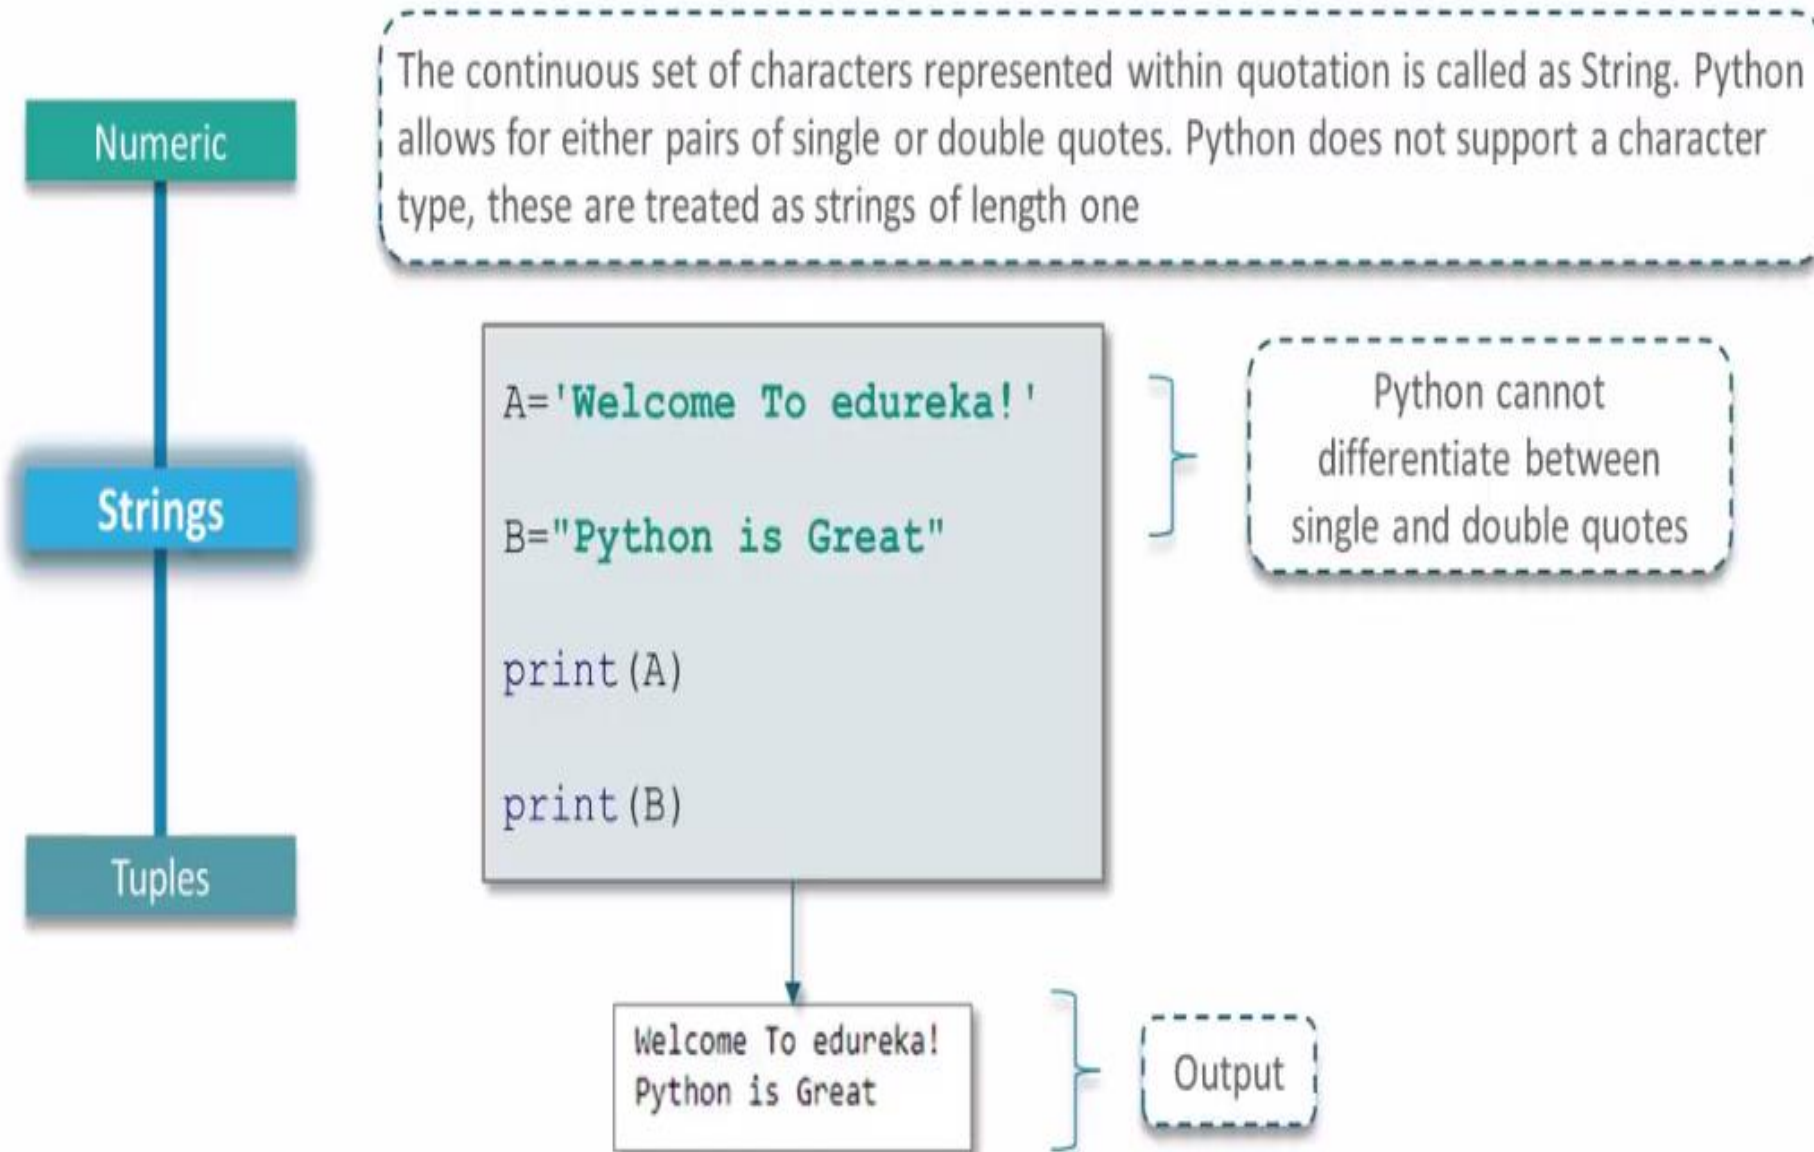 The continuous set of characters represented within quotation is called as String. Python
allows for either pairs of single or double quotes. Python does not support a character
type, these are treated as strings of length one
Numeric
Strings
Tuples
A='Welcome To edureka!'
B="Python is Great"
print(A)
print(B)
Python cannot
differentiate between
single and double quotes
Welcome To edureka!
Python is Great
Output